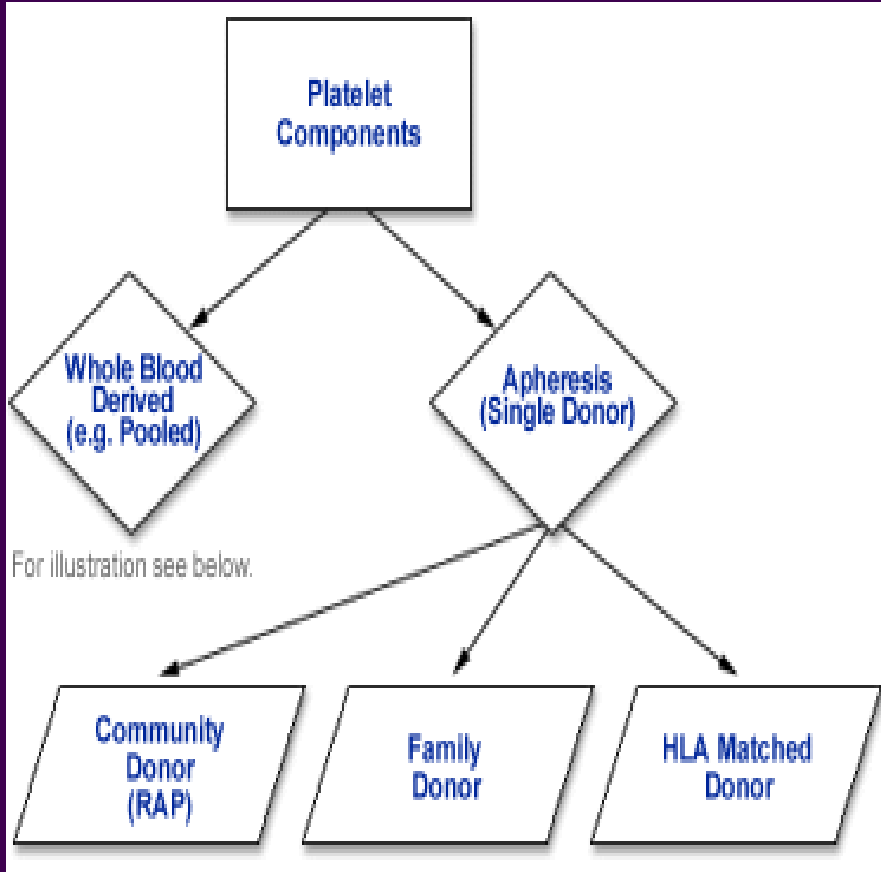 Platelet
Components
Whole Blood
Derived
(e.g. Pooled)
Apheresis
(Single Donor)
For illustration see below.
Community
Donor
(RAP)
Family
Donor
HLA Matched
Donor